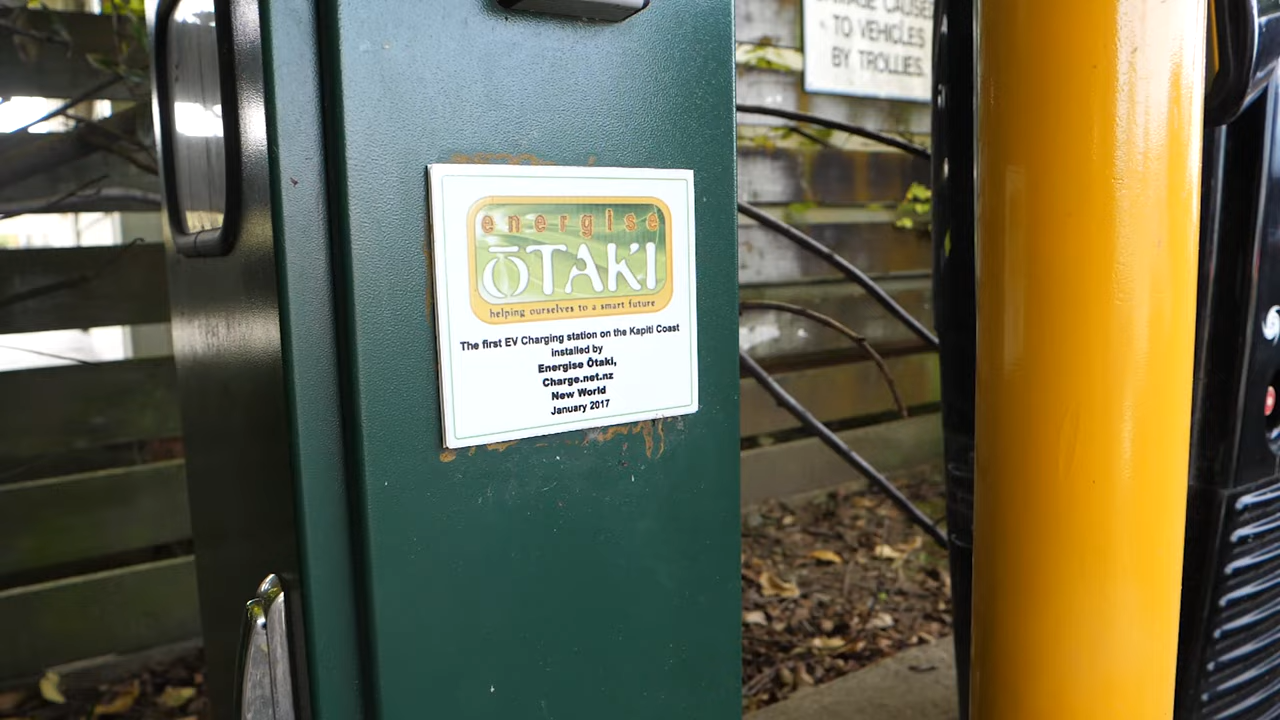 TO VEHICLES
BY TROLLIES.
energise
ŌTAKI
helping ourselves to a smart future
The first EV Charging station on the Kapiti Coast
installed by
Energise Ōtaki,
Charge.net.nz
New World
January 2017